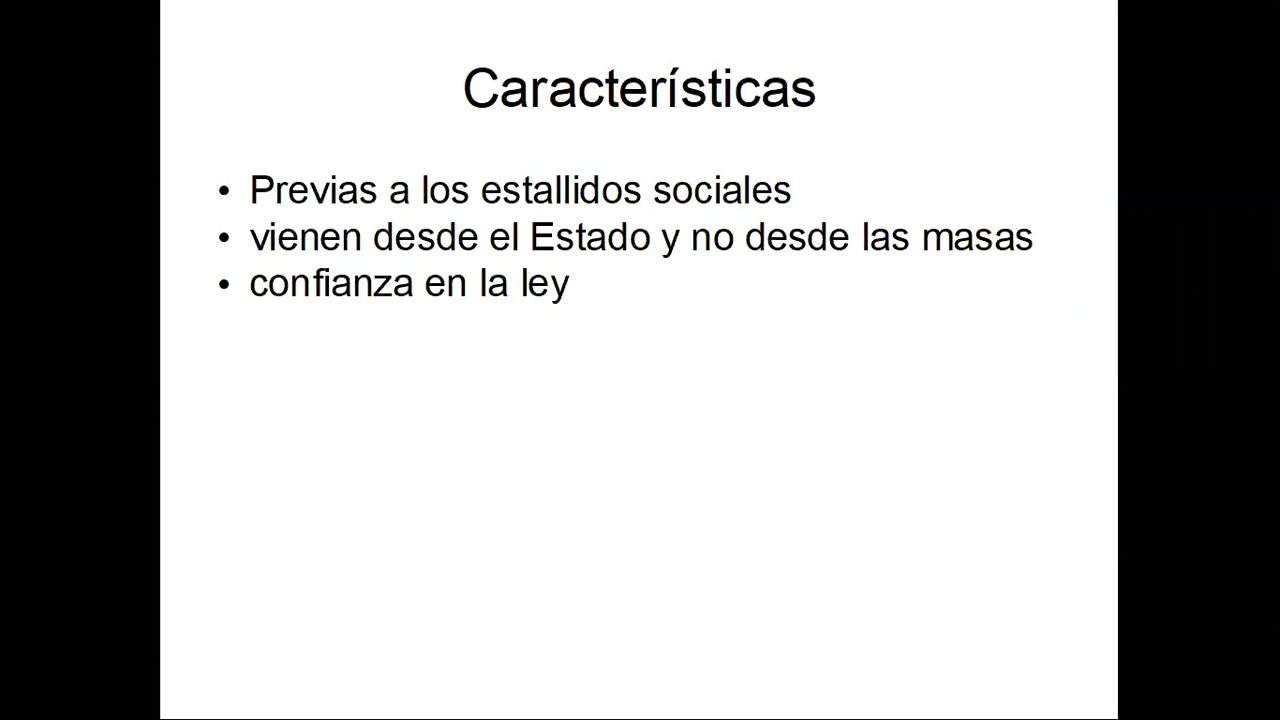 Características
• Previas a los estallidos sociales
• vienen desde el Estado y no desde las masas
• confianza en la ley